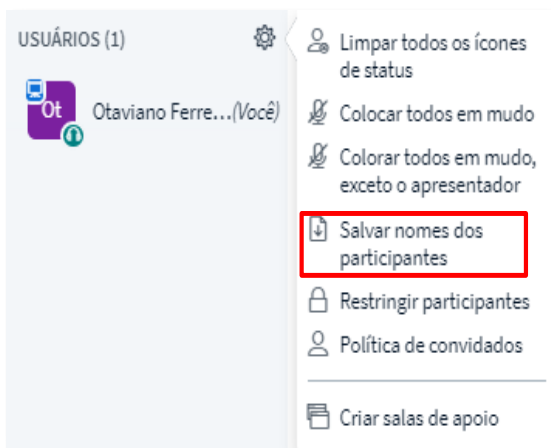 USUÁRIOS (1)
Ot
Otaviano Ferre...(Você)
Limpar todos os ícones
de status
Colocar todos em mudo
Colorar todos em mudo,
exceto o apresentador
Salvar nomes dos
participantes
Restringir participantes
Política de convidados
Criar salas de apoio